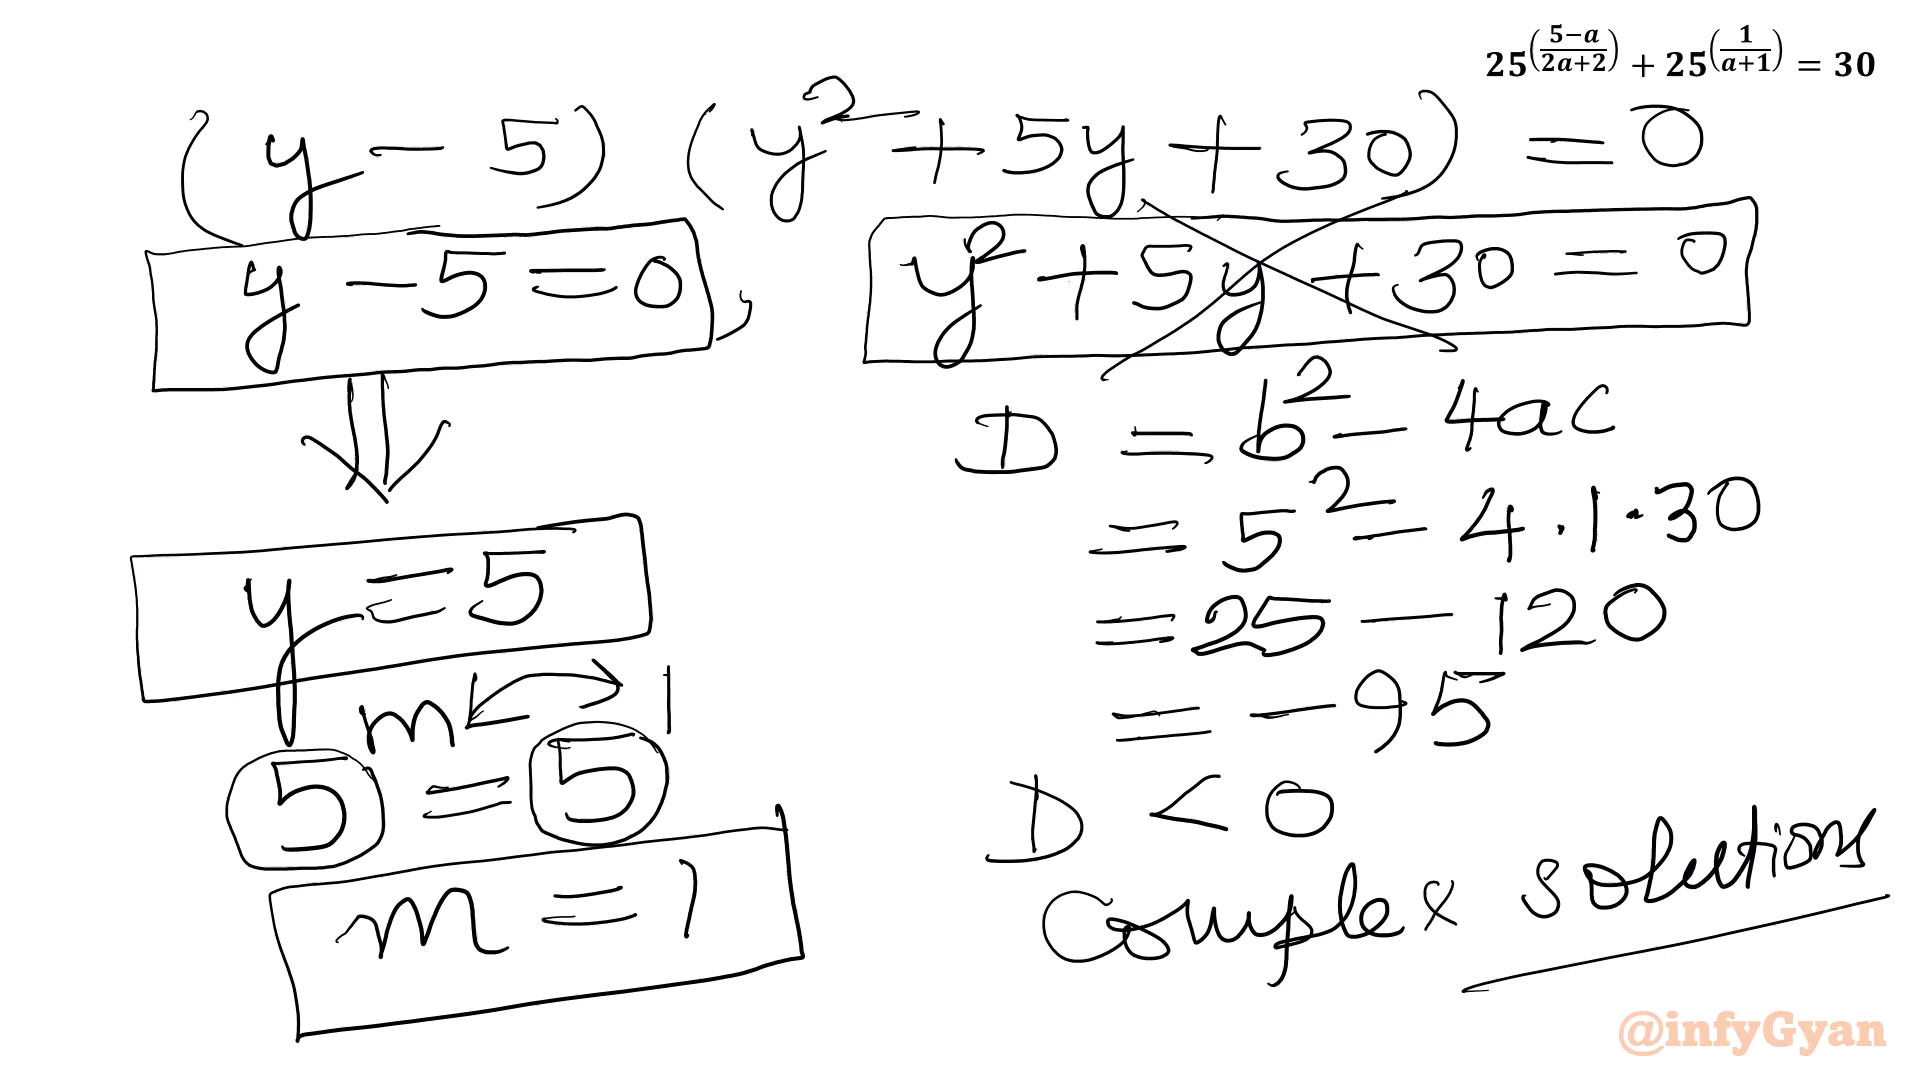 25^((5−a)/(2a+2)) + 25^(1/(a+1)) = 30
(y − 5) (y² + 5y + 30) = 0
y − 5 = 0 , y² + 5y + 30 = 0
D = b² − 4ac
= 5² − 4 · 1 · 30
y = 5
= 25 − 120
= − 95
5^m = 5^1
D < 0
m = 1
Complex solutions
@infyGyan